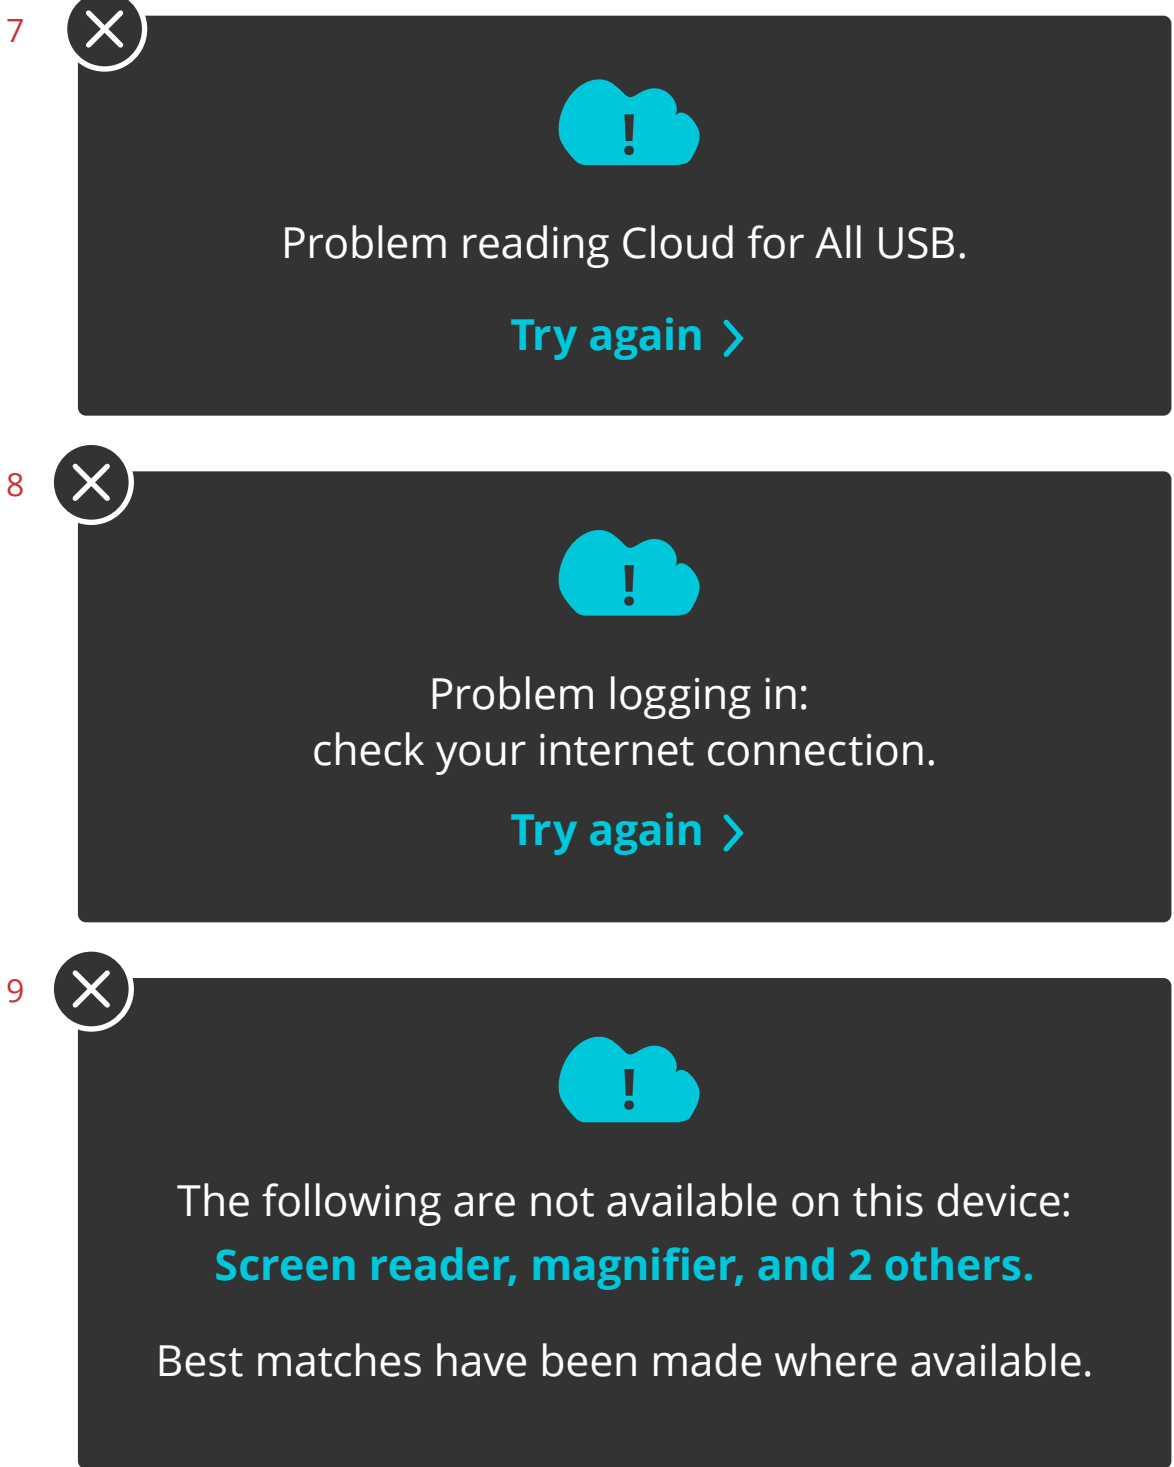 7
!
Problem reading Cloud for All USB.
Try again
8
!
Problem logging in:
check your internet connection.
Try again
9
!
The following are not available on this device:
Screen reader, magnifier, and 2 others.
Best matches have been made where available.